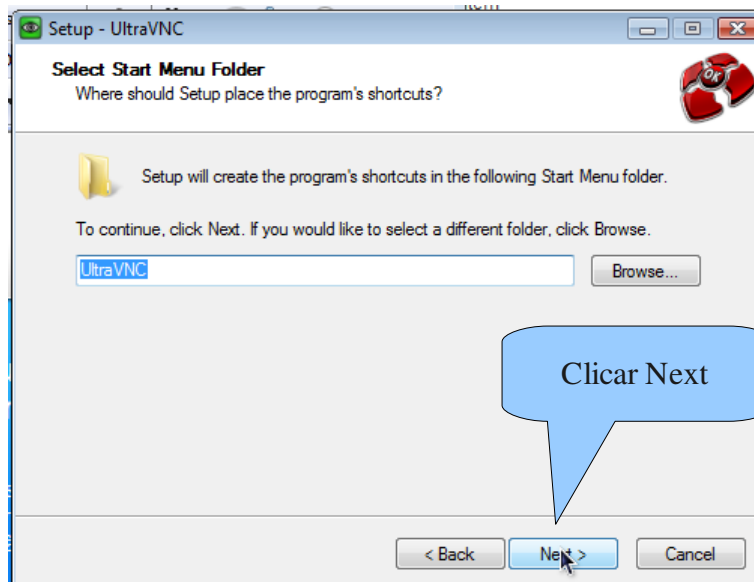 Setup - UltraVNC
Select Start Menu Folder
Where should Setup place the program's shortcuts?
OK
Setup will create the program's shortcuts in the following Start Menu folder.
To continue, click Next. If you would like to select a different folder, click Browse.
UltraVNC
Browse...
Clicar Next
< Back
Next >
Cancel